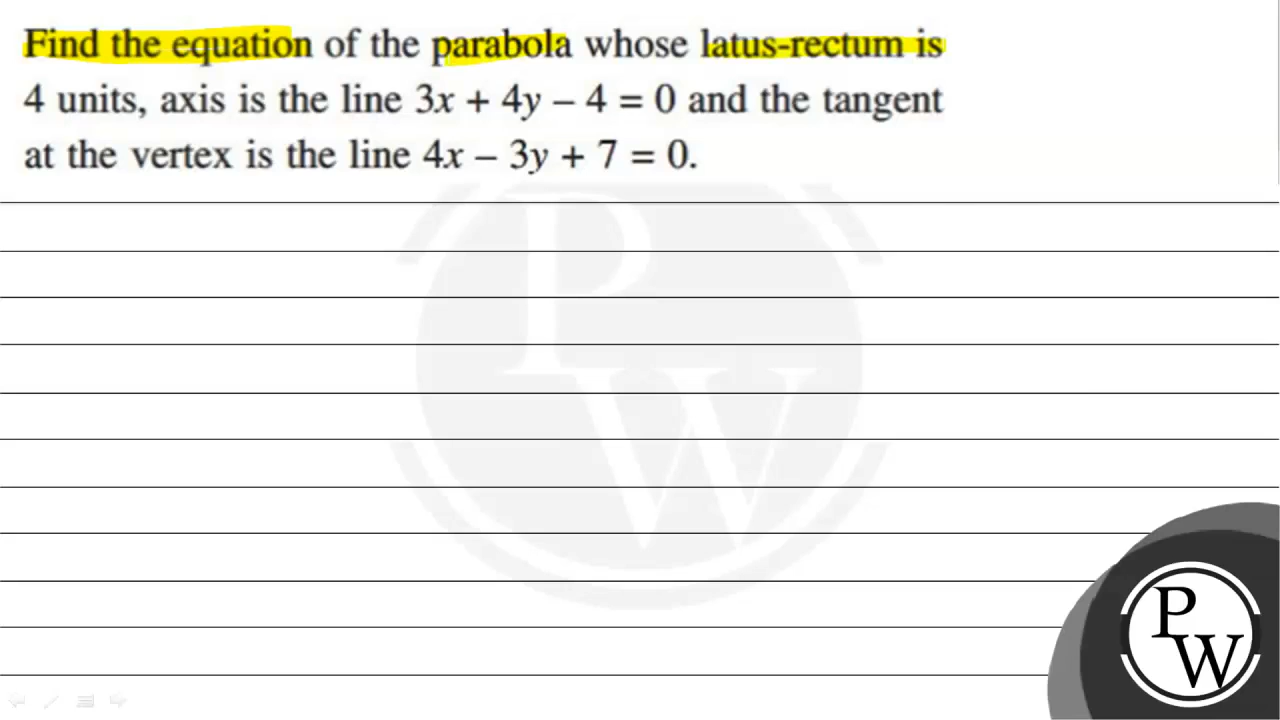 Find the equation of the parabola whose latus-rectum is
4 units, axis is the line 3x + 4y – 4 = 0 and the tangent
at the vertex is the line 4x – 3y + 7 = 0.
P
W
P
W